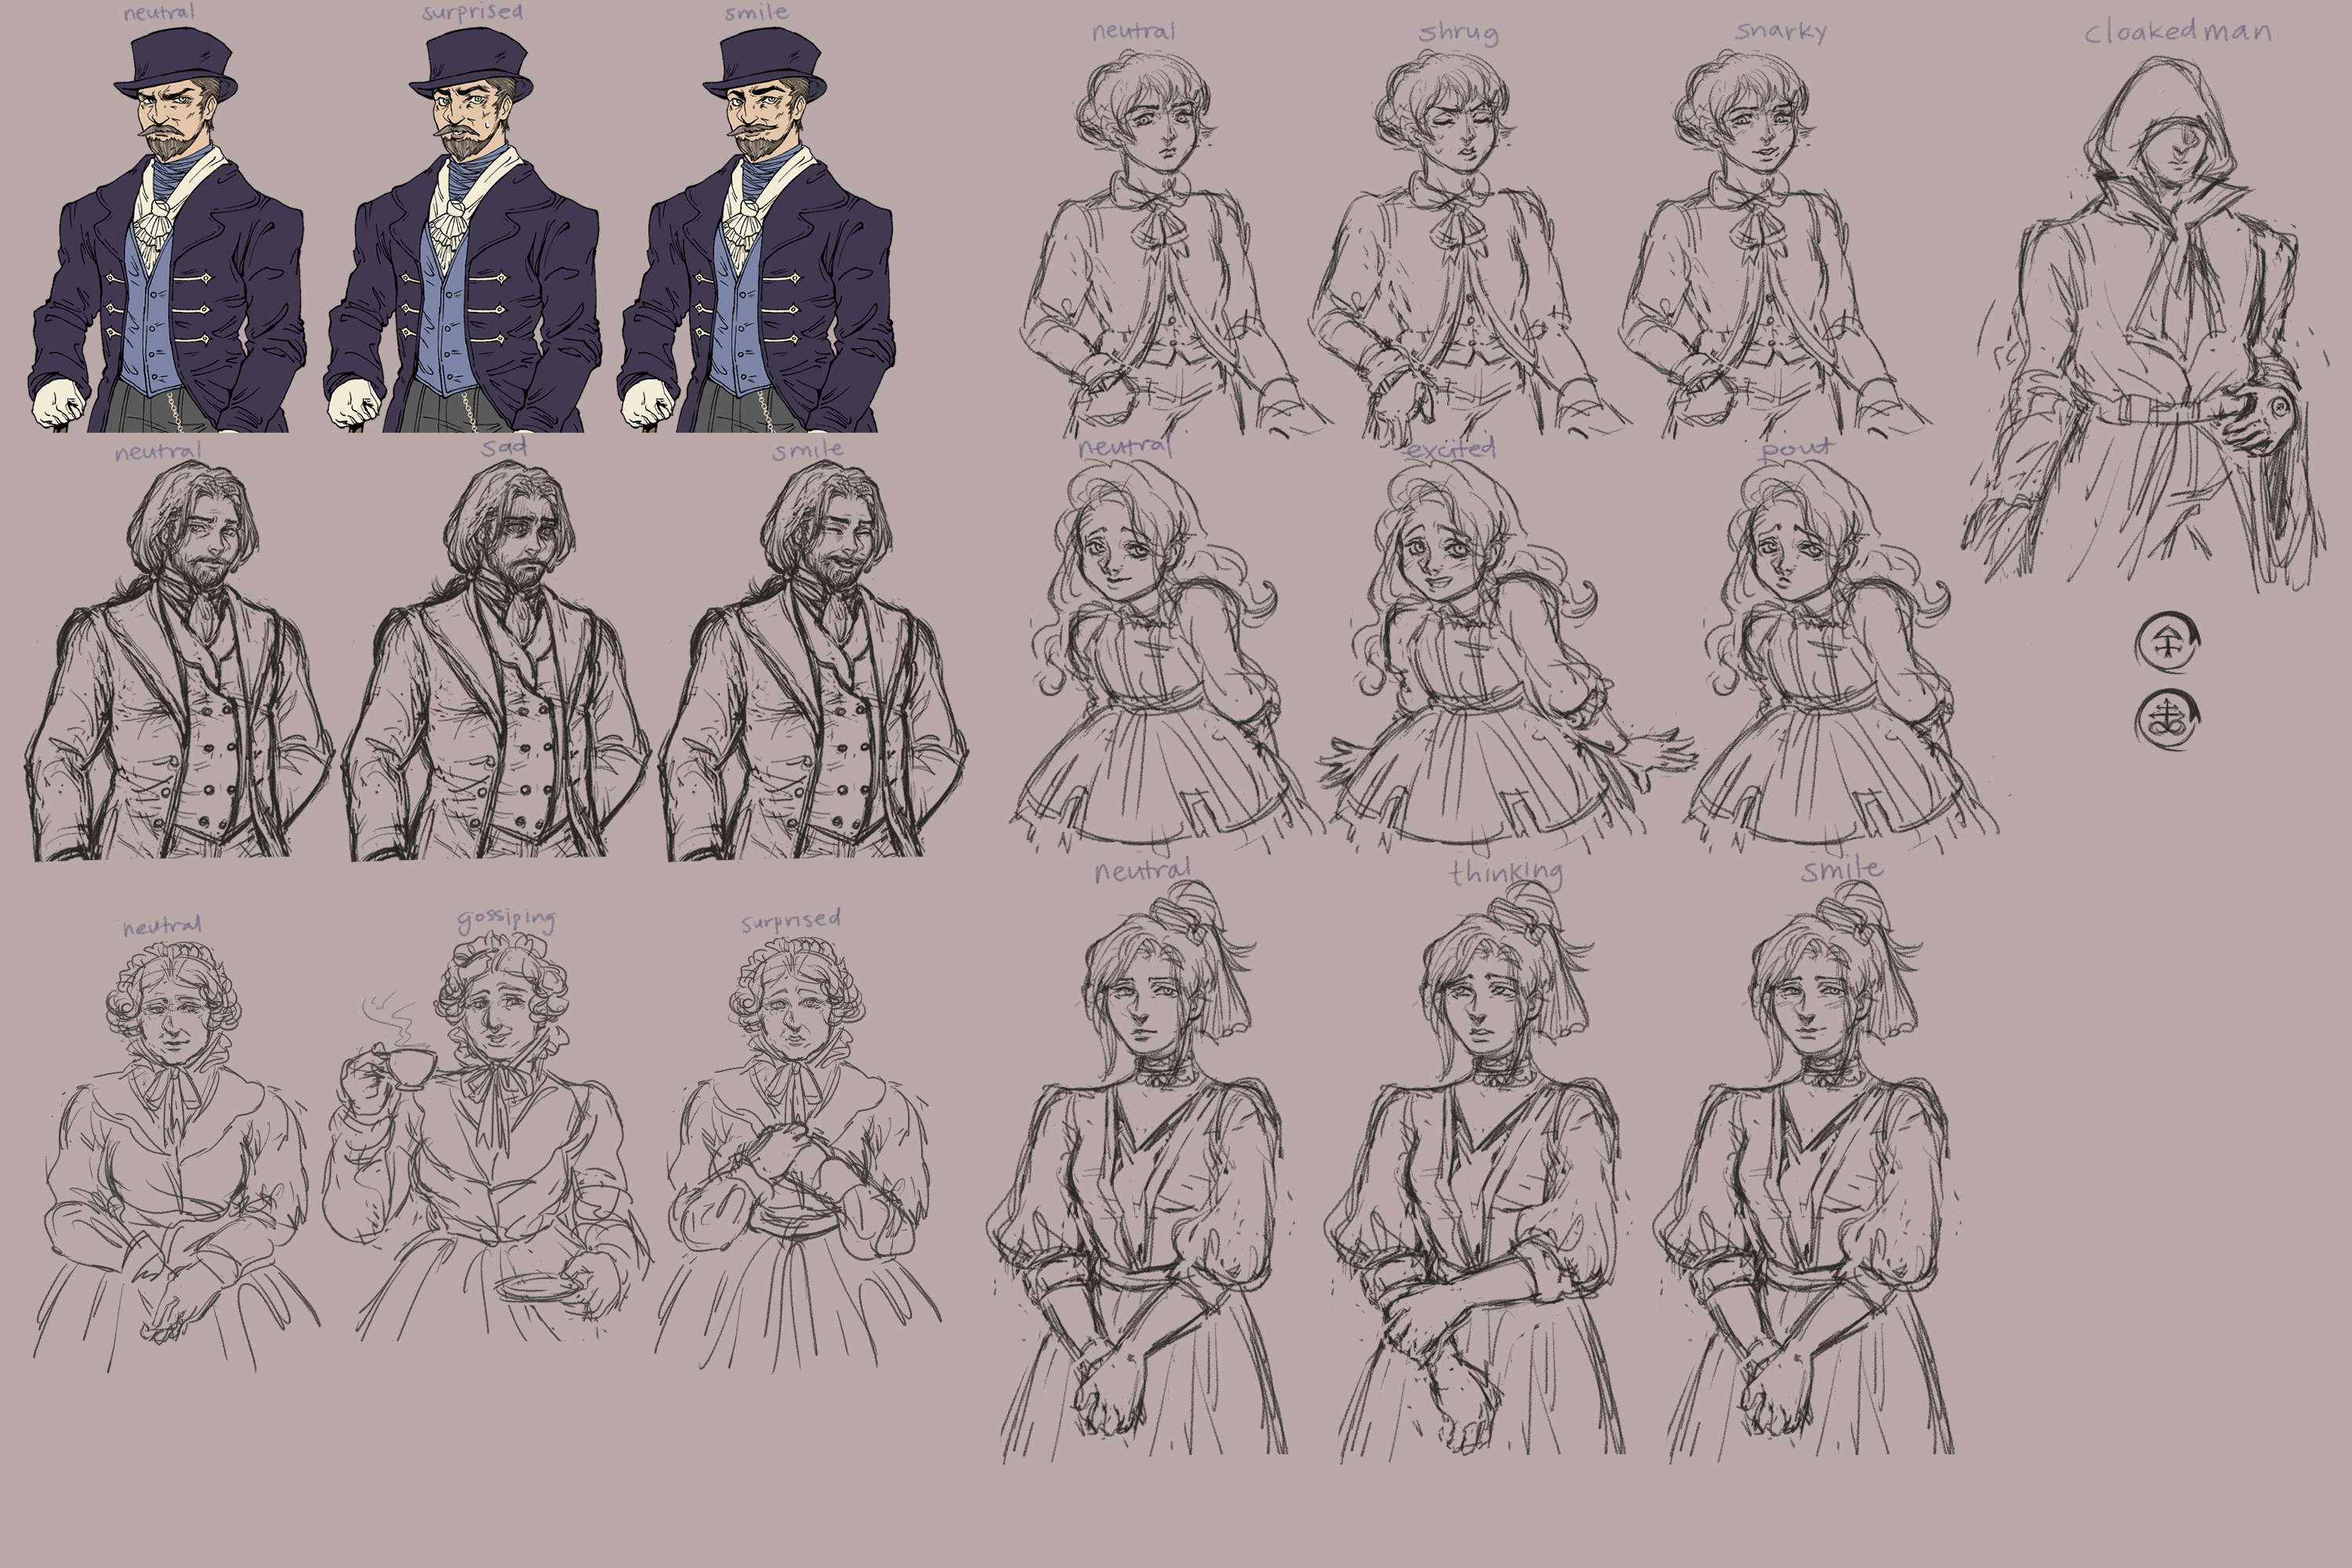 neutral surprised smile
neutral shrug snarky
cloaked man
neutral sad smile
neutral excited pout
neutral thinking smile
neutral gossiping surprised